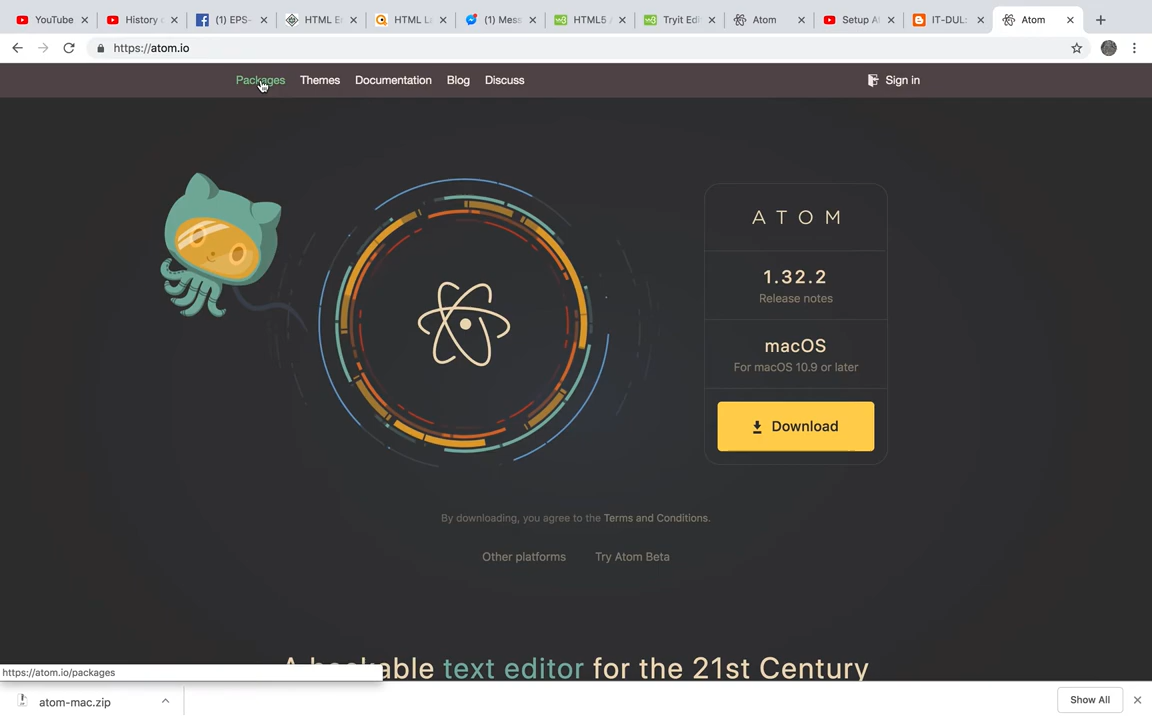 YouTube
History o
(1) EPS-
HTML E
HTML La
(1) Mess
HTML5 /
Tryit Edi
Atom
Setup A
IT-DUL:
Atom
https://atom.io
Packages Themes Documentation Blog Discuss Sign in
ATOM
1.32.2
Release notes
macOS
For macOS 10.9 or later
Download
By downloading, you agree to the Terms and Conditions.
Other platforms Try Atom Beta
A hackable text editor for the 21st Century
https://atom.io/packages
atom-mac.zip
Show All